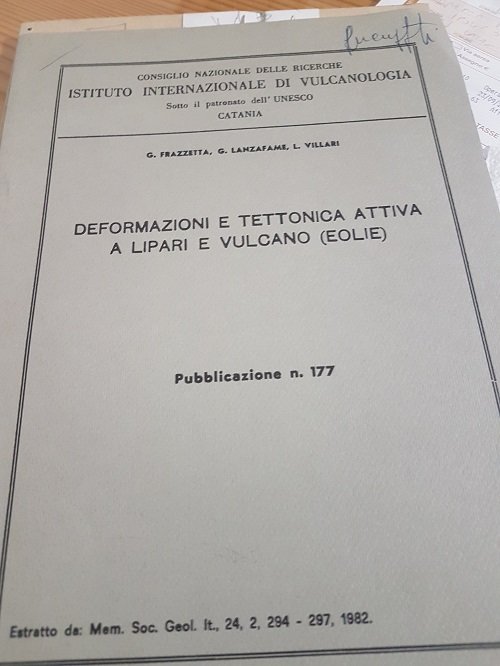 CONSIGLIO NAZIONALE DELLE RICERCHE
ISTITUTO INTERNAZIONALE DI VULCANOLOGIA
Sotto il patronato dell'UNESCO
CATANIA
G. FRAZZETTA, G. LANZAFAME, L. VILLARI
DEFORMAZIONI E TETTONICA ATTIVA
A LIPARI E VULCANO (EOLIE)
Pubblicazione n. 177
Estratto da: Mem. Soc. Geol. It., 24, 2, 294 - 297, 1982.